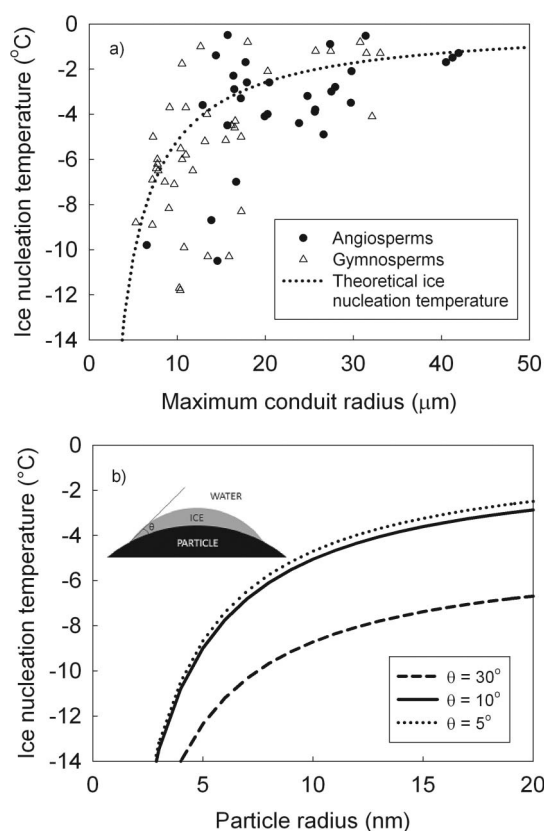 a)
Ice nucleation temperature (°C)
0
-2
-4
-6
-8
-10
-12
-14
Angiosperms
Gymnosperms
Theoretical ice
nucleation temperature
0 10 20 30 40 50
Maximum conduit radius (μm)
b)
Ice nucleation temperature (°C)
0
-2
-4
-6
-8
-10
-12
-14
WATER
θ
ICE
PARTICLE
θ = 30°
θ = 10°
θ = 5°
0 5 10 15 20
Particle radius (nm)